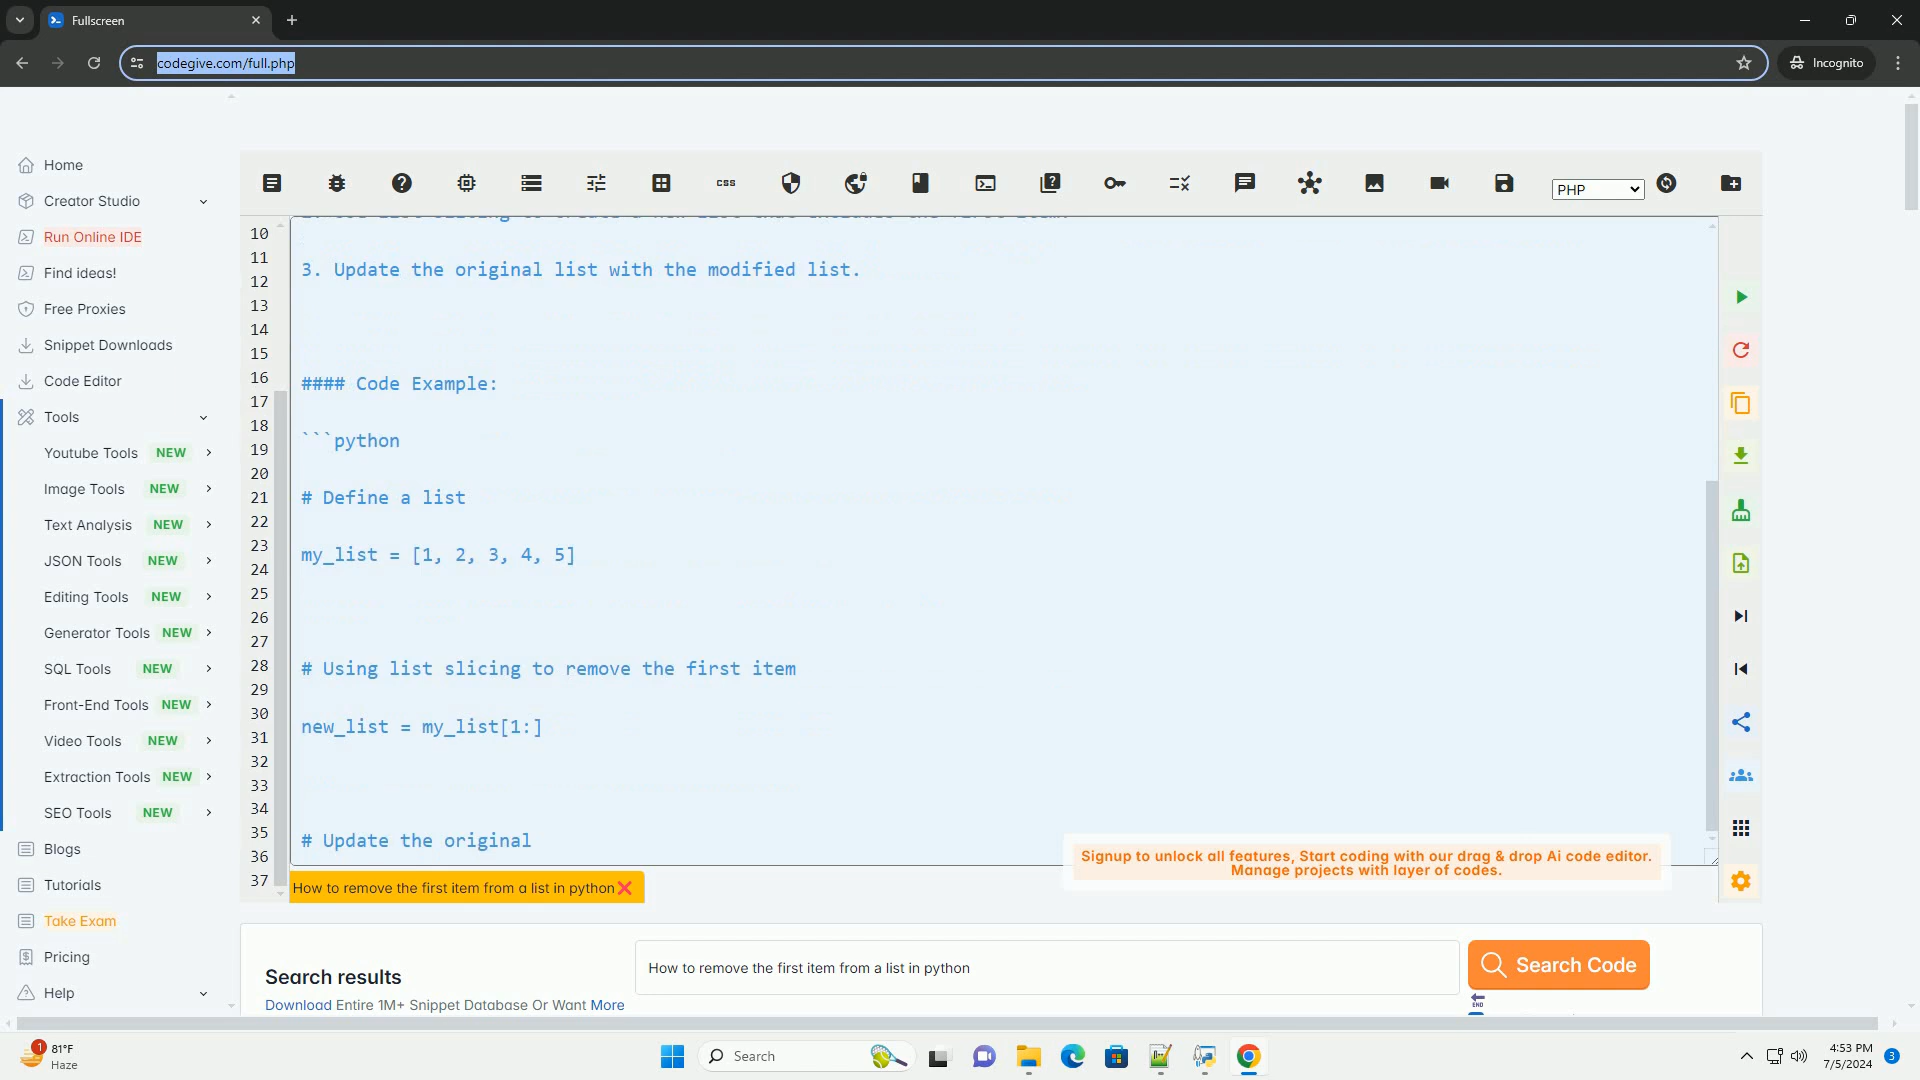 Fullscreen
codegive.com/full.php
Incognito
Home
Creator Studio
Run Online IDE
Find ideas!
Free Proxies
Snippet Downloads
Code Editor
Tools
Youtube Tools NEW
Image Tools NEW
Text Analysis NEW
JSON Tools NEW
Editing Tools NEW
Generator Tools NEW
SQL Tools NEW
Front-End Tools NEW
Video Tools NEW
Extraction Tools NEW
SEO Tools NEW
Blogs
Tutorials
Take Exam
Pricing
Help
CSS
PHP
10
11
12
13
14
15
16
17
18
19
20
21
22
23
24
25
26
27
28
29
30
31
32
33
34
35
36
37
3. Update the original list with the modified list.
#### Code Example:
```python
# Define a list
my_list = [1, 2, 3, 4, 5]
# Using list slicing to remove the first item
new_list = my_list[1:]
# Update the original
Signup to unlock all features, Start coding with our drag & drop Ai code editor.
Manage projects with layer of codes.
How to remove the first item from a list in python
Search results
Download Entire 1M+ Snippet Database Or Want More
How to remove the first item from a list in python
Search Code
END
1
81°F
Haze
Search
4:53 PM
7/5/2024
3